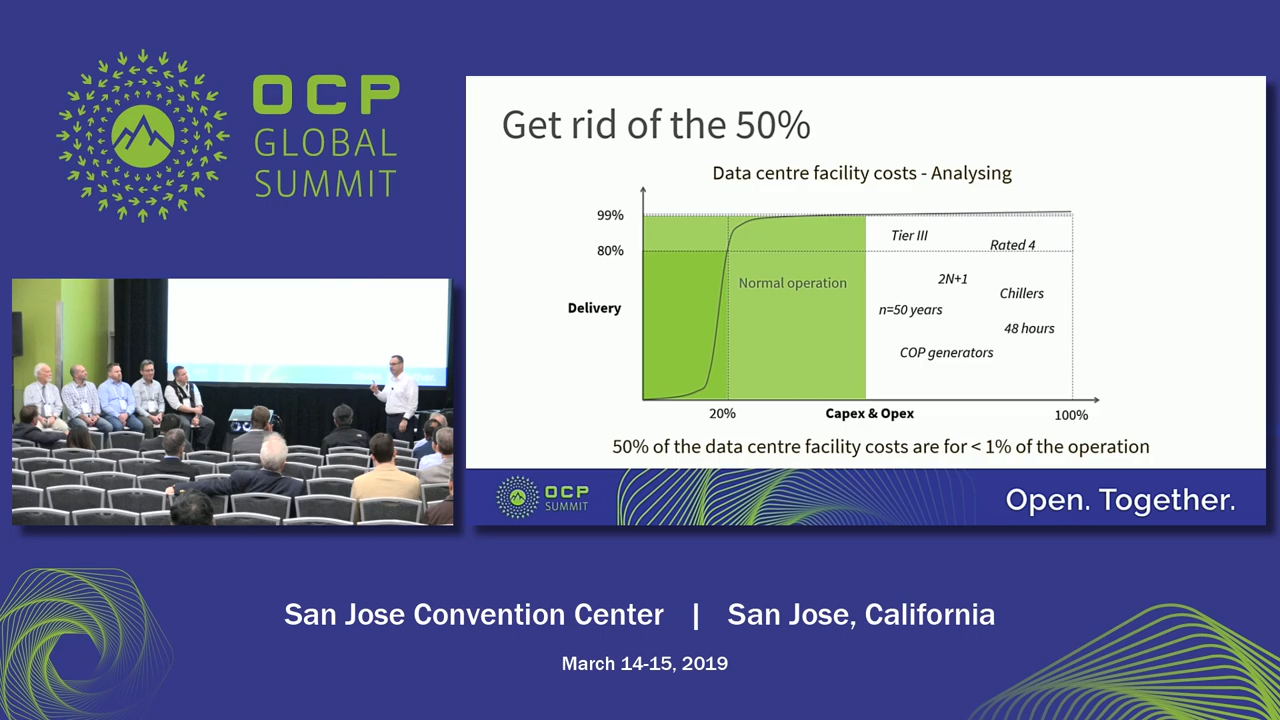 OCP
GLOBAL
SUMMIT
Get rid of the 50%
Data centre facility costs - Analysing
99%
80%
Delivery
Normal operation
Tier III
Rated 4
2N+1
Chillers
n=50 years
48 hours
COP generators
20%
Capex & Opex
100%
50% of the data centre facility costs are for < 1% of the operation
OCP
SUMMIT
Open. Together.
San Jose Convention Center | San Jose, California
March 14-15, 2019